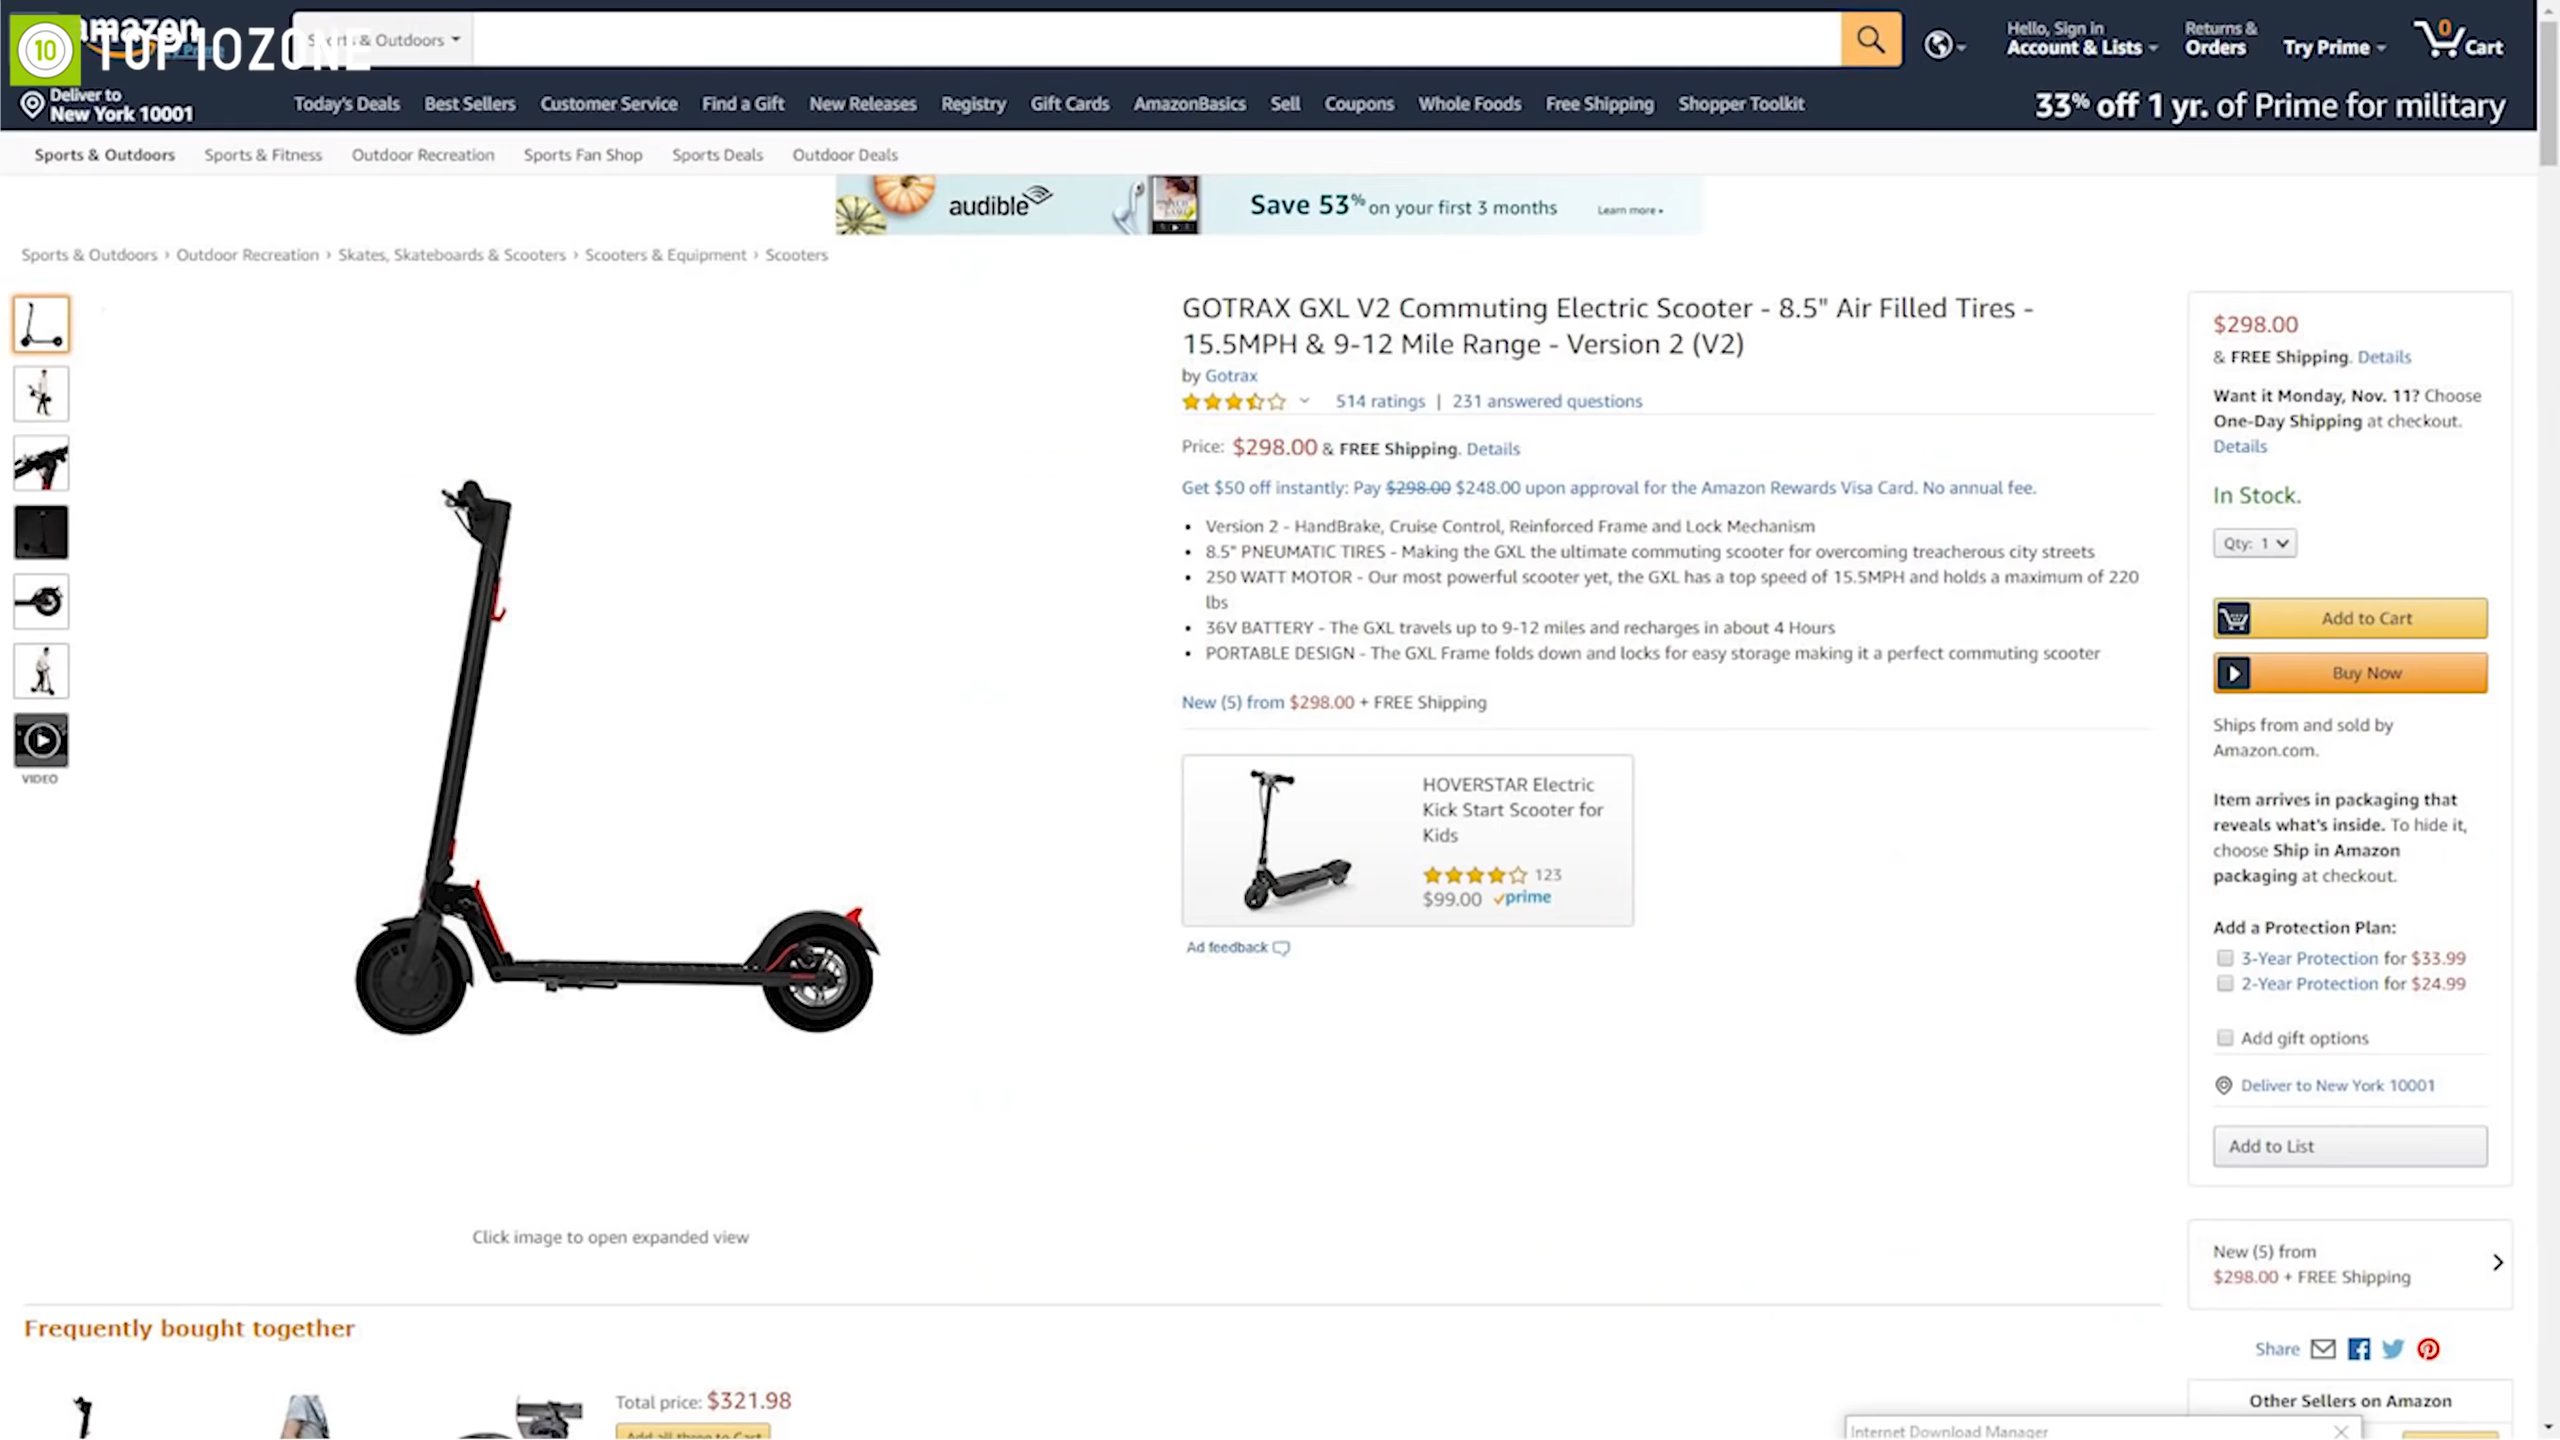 amazon
10 TOP 10ZONE
Sports & Outdoors
Hello, Sign in
Account & Lists
Returns &
Orders
Try Prime
0
Cart
Deliver to
New York 10001
Today's Deals Best Sellers Customer Service Find a Gift New Releases Registry Gift Cards AmazonBasics Sell Coupons Whole Foods Free Shipping Shopper Toolkit
33% off 1 yr. of Prime for military
Sports & Outdoors Sports & Fitness Outdoor Recreation Sports Fan Shop Sports Deals Outdoor Deals
audible
Save 53% on your first 3 months Learn more ▸
Sports & Outdoors › Outdoor Recreation › Skates, Skateboards & Scooters › Scooters & Equipment › Scooters
VIDEO
Click image to open expanded view
GOTRAX GXL V2 Commuting Electric Scooter - 8.5" Air Filled Tires -
15.5MPH & 9-12 Mile Range - Version 2 (V2)
by Gotrax
514 ratings | 231 answered questions
Price: $298.00 & FREE Shipping. Details
Get $50 off instantly: Pay $298.00 $248.00 upon approval for the Amazon Rewards Visa Card. No annual fee.
• Version 2 - HandBrake, Cruise Control, Reinforced Frame and Lock Mechanism
• 8.5" PNEUMATIC TIRES - Making the GXL the ultimate commuting scooter for overcoming treacherous city streets
• 250 WATT MOTOR - Our most powerful scooter yet, the GXL has a top speed of 15.5MPH and holds a maximum of 220
lbs
• 36V BATTERY - The GXL travels up to 9-12 miles and recharges in about 4 Hours
• PORTABLE DESIGN - The GXL Frame folds down and locks for easy storage making it a perfect commuting scooter
New (5) from $298.00 + FREE Shipping
HOVERSTAR Electric
Kick Start Scooter for
Kids
123
$99.00 prime
Ad feedback
$298.00
& FREE Shipping. Details
Want it Monday, Nov. 11? Choose
One-Day Shipping at checkout.
Details
In Stock.
Qty: 1
Add to Cart
Buy Now
Ships from and sold by
Amazon.com.
Item arrives in packaging that
reveals what's inside. To hide it,
choose Ship in Amazon
packaging at checkout.
Add a Protection Plan:
3-Year Protection for $33.99
2-Year Protection for $24.99
Add gift options
Deliver to New York 10001
Add to List
New (5) from
$298.00 + FREE Shipping
Share
Other Sellers on Amazon
Frequently bought together
Total price: $321.98
Add all three to Cart
Internet Download Manager